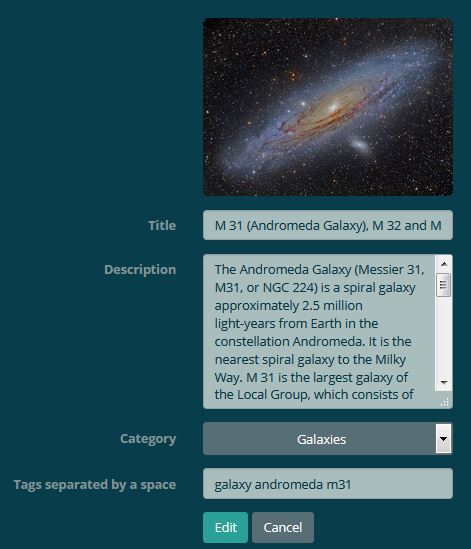 Title
M 31 (Andromeda Galaxy), M 32 and M
Description
The Andromeda Galaxy (Messier 31,
M31, or NGC 224) is a spiral galaxy
approximately 2.5 million
light-years from Earth in the
constellation Andromeda. It is the
nearest spiral galaxy to the Milky
Way. M 31 is the largest galaxy of
the Local Group, which consists of
Category
Galaxies
Tags separated by a space
galaxy andromeda m31
Edit
Cancel